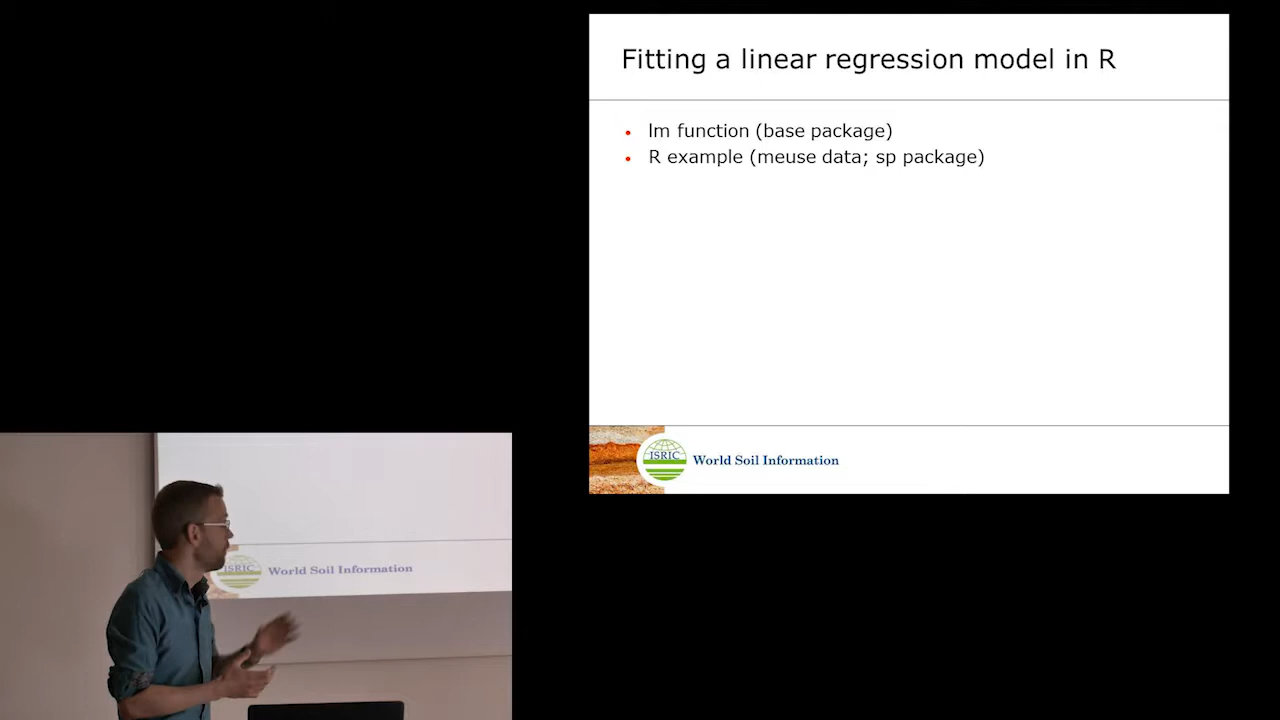 Fitting a linear regression model in R
• lm function (base package)
• R example (meuse data; sp package)
ISRIC
World Soil Information
ISRIC
World Soil Information